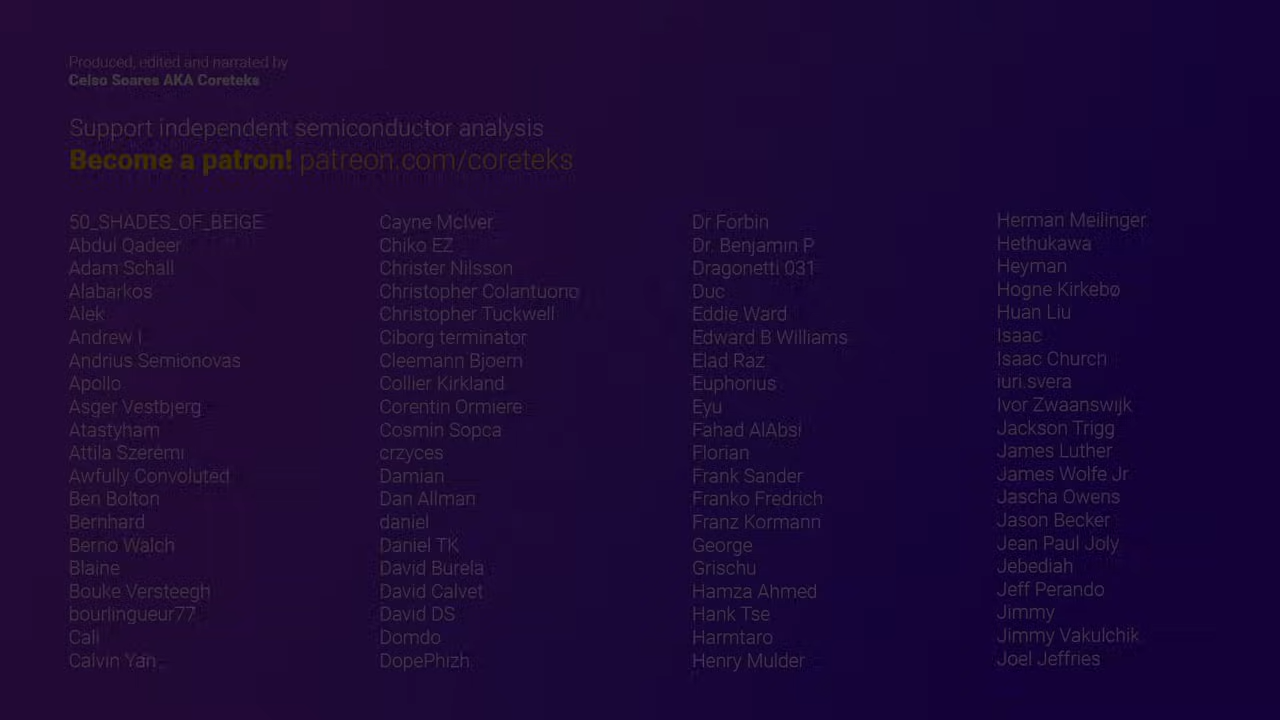 Produced, edited and narrated by
Celso Soares AKA Coreteks
Support independent semiconductor analysis
Become a patron! patreon.com/coreteks
50_SHADES_OF_BEIGE
Abdul Qadeer
Adam Schall
Alabarkos
Alek
Andrew I.
Andrius Semionovas
Apollo
Asger Vestbjerg
Atastyham
Attila Szerémi
Awfully Convoluted
Ben Bolton
Bernhard
Berno Walch
Blaine
Bouke Versteegh
bourlingueur77
Cali
Calvin Yan
Cayne McIver
Chiko EZ
Christer Nilsson
Christopher Colantuono
Christopher Tuckwell
Ciborg terminator
Cleemann Bjoern
Collier Kirkland
Corentin Ormiere
Cosmin Sopca
crzyces
Damian
Dan Allman
daniel
Daniel TK
David Burela
David Calvet
David DS
Domdo
DopePhizh
Dr Forbin
Dr. Benjamin P
Dragonetti 031
Duc
Eddie Ward
Edward B Williams
Elad Raz
Euphorius
Eyu
Fahad AlAbsi
Florian
Frank Sander
Franko Fredrich
Franz Kormann
George
Grischu
Hamza Ahmed
Hank Tse
Harmtaro
Henry Mulder
Herman Meilinger
Hethukawa
Heyman
Hogne Kirkebø
Huan Liu
Isaac
Isaac Church
iuri.svera
Ivor Zwaanswijk
Jackson Trigg
James Luther
James Wolfe Jr
Jascha Owens
Jason Becker
Jean Paul Joly
Jebediah
Jeff Perando
Jimmy
Jimmy Vakulchik
Joel Jeffries